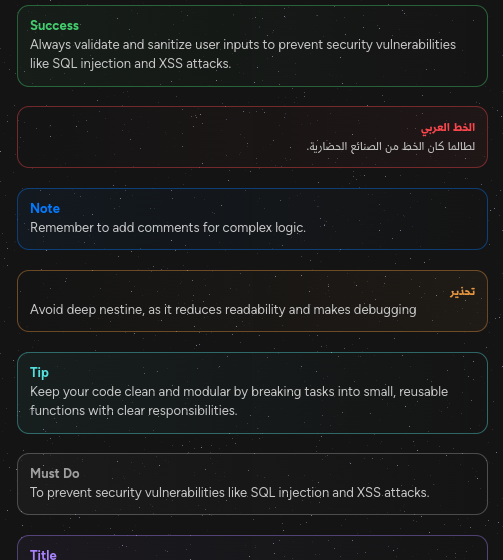 Success
Always validate and sanitize user inputs to prevent security vulnerabilities
like SQL injection and XSS attacks.
الخط العربي
لطالما كان الخط من الصنائع الحضارية.
Note
Remember to add comments for complex logic.
تحذير
Avoid deep nestine, as it reduces readability and makes debugging
Tip
Keep your code clean and modular by breaking tasks into small, reusable
functions with clear responsibilities.
Must Do
To prevent security vulnerabilities like SQL injection and XSS attacks.
Title